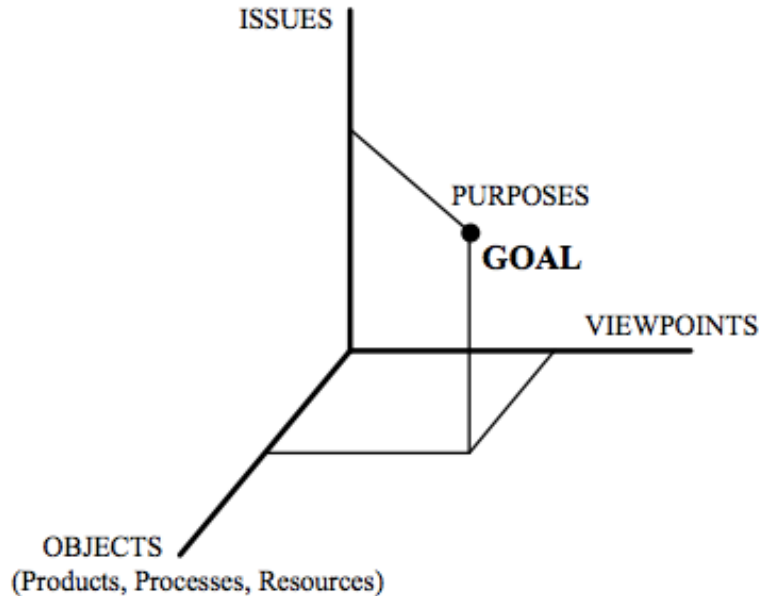 ISSUES
PURPOSES
GOAL
VIEWPOINTS
OBJECTS
(Products, Processes, Resources)